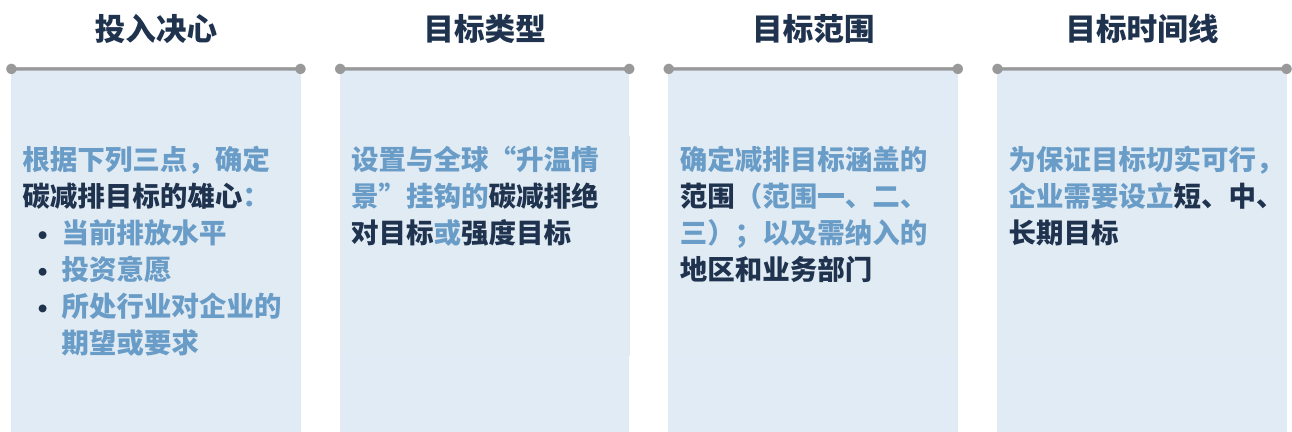 投入决心
根据下列三点，确定
碳减排目标的雄心：
• 当前排放水平
• 投资意愿
• 所处行业对企业的
期望或要求
目标类型
设置与全球“升温情
景”挂钩的碳减排绝
对目标或强度目标
目标范围
确定减排目标涵盖的
范围（范围一、二、
三）；以及需纳入的
地区和业务部门
目标时间线
为保证目标切实可行，
企业需要设立短、中、
长期目标